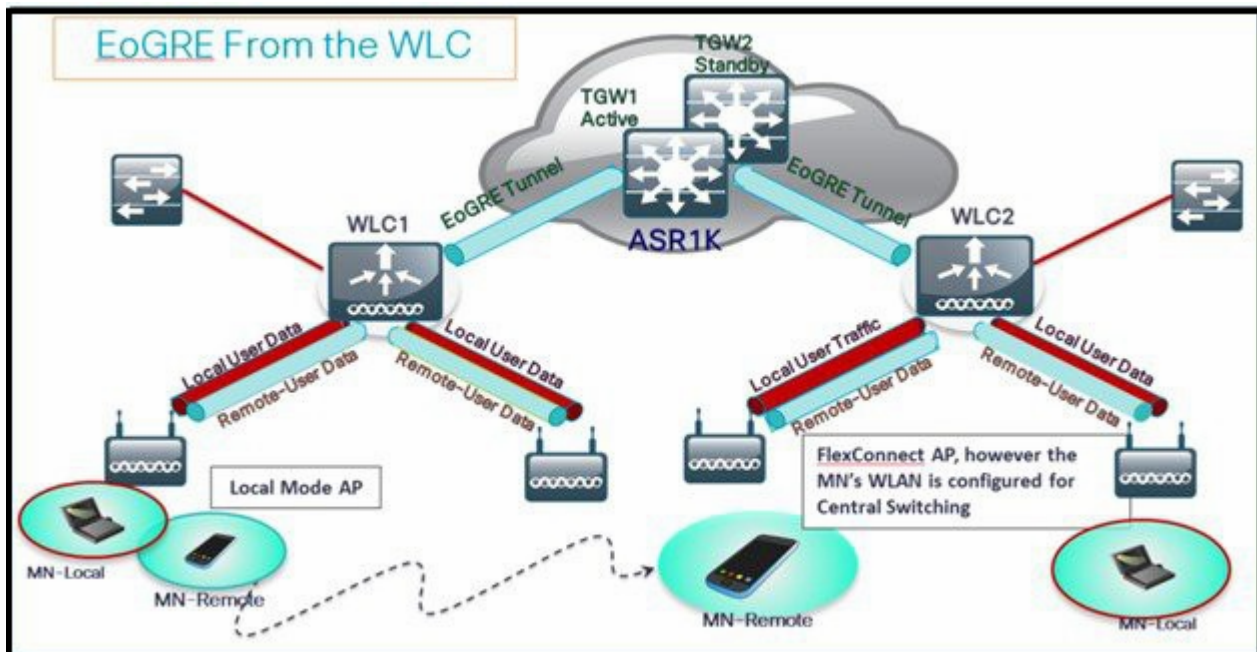 EoGRE From the WLC
TGW2
Standby
TGW1
Active
EoGRE Tunnel
EoGRE Tunnel
WLC1
ASR1K
WLC2
Local User Data
Remote-User Data
Local User Data
Remote-User Data
Local User Traffic
Remote-User Data
Local User Data
Remote-User Data
Local Mode AP
FlexConnect AP, however the
MN's WLAN is configured for
Central Switching
MN-Local
MN-Remote
MN-Remote
MN-Local